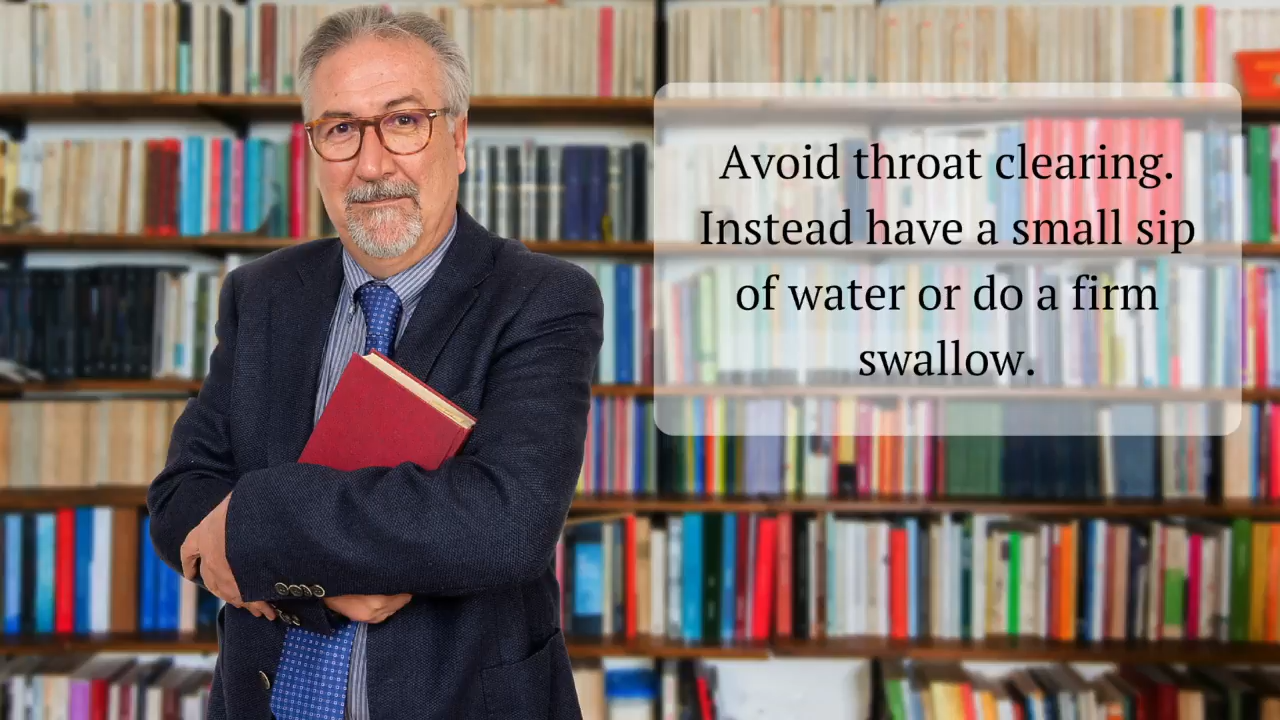 Avoid throat clearing.
Instead have a small sip
of water or do a firm
swallow.